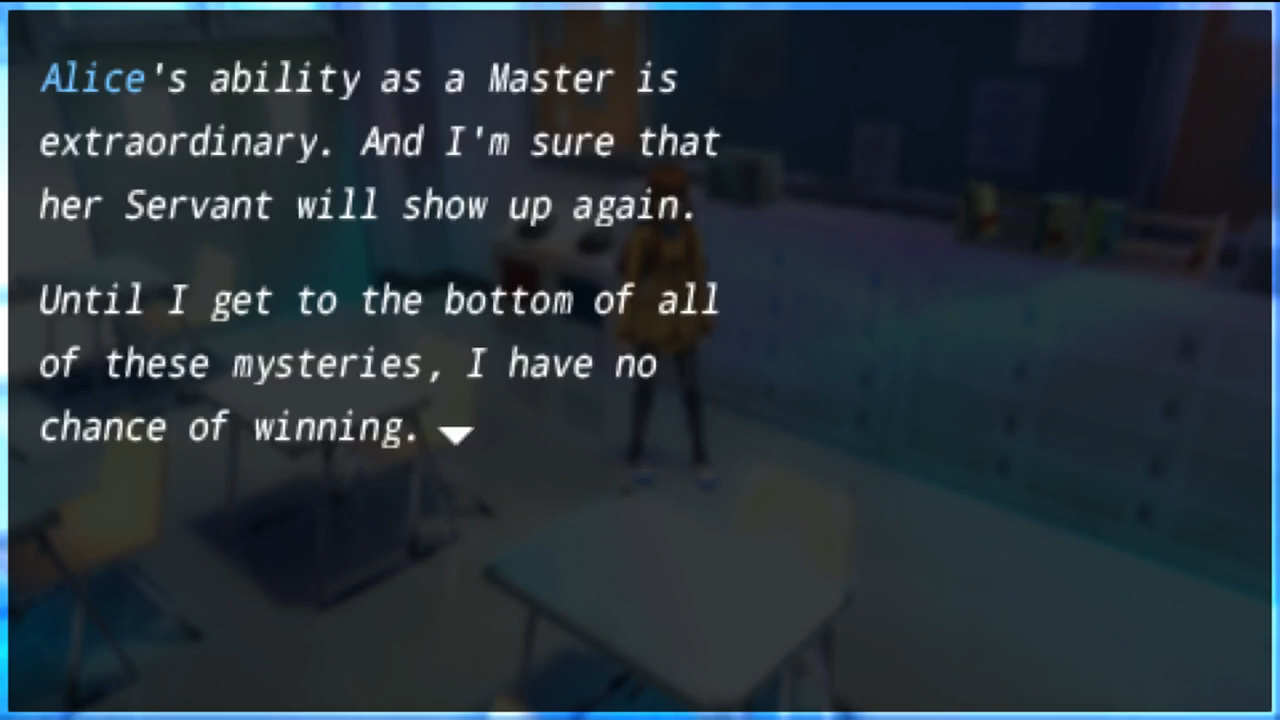 Alice's ability as a Master is
extraordinary. And I'm sure that
her Servant will show up again.
Until I get to the bottom of all
of these mysteries, I have no
chance of winning.